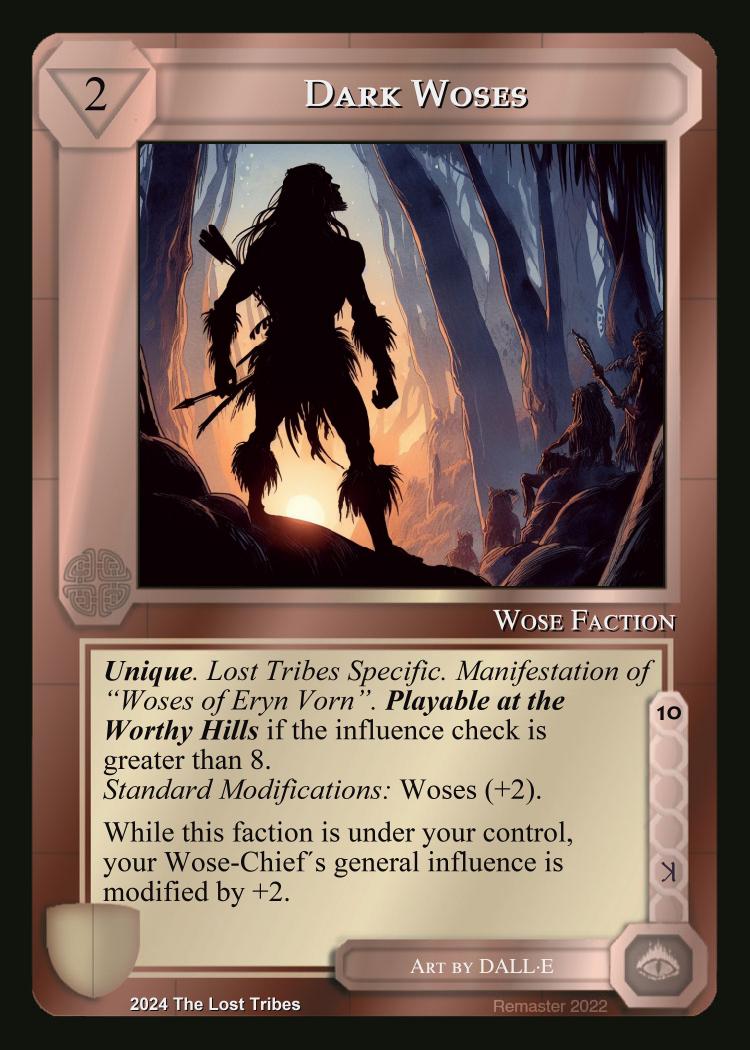 2
Dark Woses
Wose Faction
Unique. Lost Tribes Specific. Manifestation of
“Woses of Eryn Vorn”. Playable at the
Worthy Hills if the influence check is
greater than 8.
Standard Modifications: Woses (+2).
While this faction is under your control,
your Wose-Chief´s general influence is
modified by +2.
10
Art by DALL·E
2024 The Lost Tribes
Remaster 2022